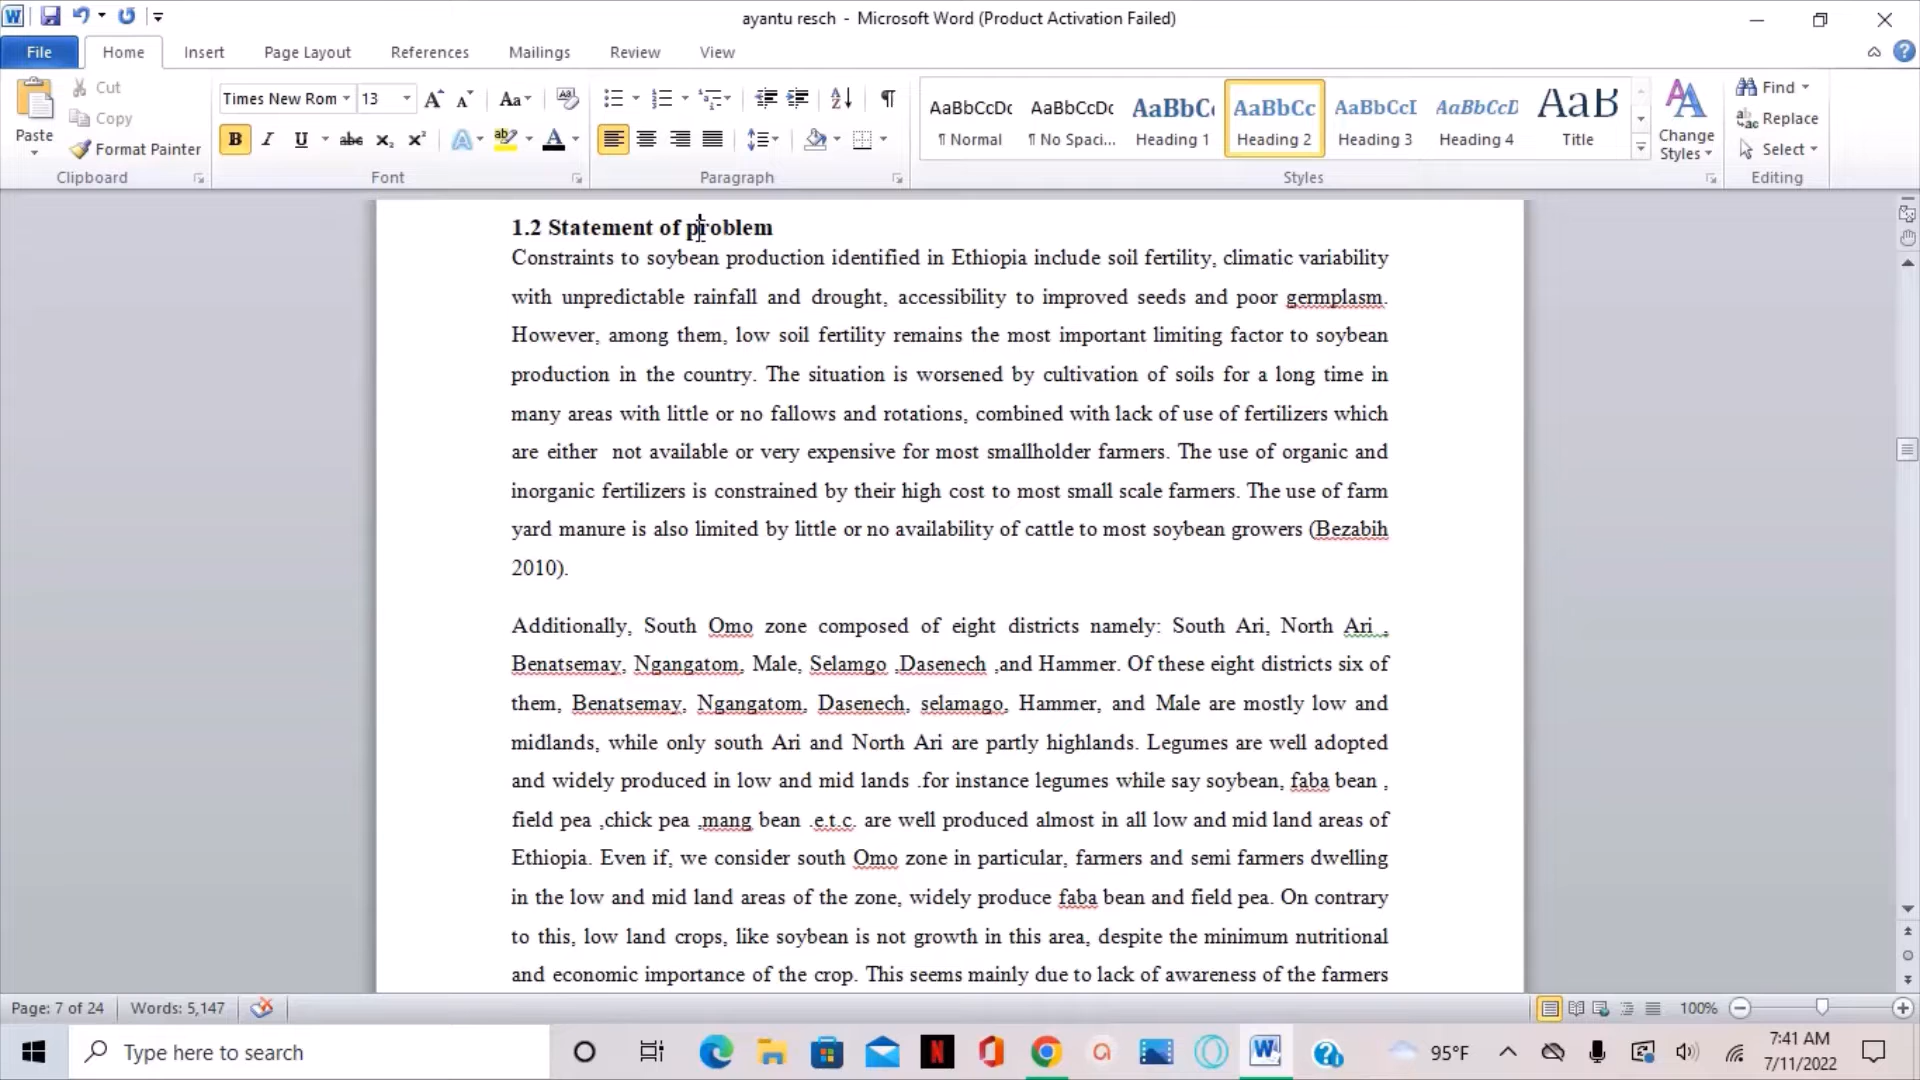 ayantu resch - Microsoft Word (Product Activation Failed)
File Home Insert Page Layout References Mailings Review View
Paste
Cut
Copy
Format Painter
Clipboard
Times New Rom 13
Font
Paragraph
AaBbCcDc AaBbCcDc AaBbC AaBbCc AaBbCcI AaBbCcD AaB
¶ Normal ¶ No Spaci... Heading 1 Heading 2 Heading 3 Heading 4 Title
Change
Styles
Styles
Find
Replace
Select
Editing
1.2 Statement of problem
Constraints to soybean production identified in Ethiopia include soil fertility, climatic variability
with unpredictable rainfall and drought, accessibility to improved seeds and poor germplasm.
However, among them, low soil fertility remains the most important limiting factor to soybean
production in the country. The situation is worsened by cultivation of soils for a long time in
many areas with little or no fallows and rotations, combined with lack of use of fertilizers which
are either  not available or very expensive for most smallholder farmers. The use of organic and
inorganic fertilizers is constrained by their high cost to most small scale farmers. The use of farm
yard manure is also limited by little or no availability of cattle to most soybean growers (Bezabih
2010).
Additionally, South Omo zone composed of eight districts namely: South Ari, North Ari ,
Benatsemay, Ngangatom, Male, Selamgo ,Dasenech ,and Hammer. Of these eight districts six of
them, Benatsemay, Ngangatom, Dasenech, selamago, Hammer, and Male are mostly low and
midlands, while only south Ari and North Ari are partly highlands. Legumes are well adopted
and widely produced in low and mid lands .for instance legumes while say soybean, faba bean ,
field pea ,chick pea ,mang bean .e.t.c. are well produced almost in all low and mid land areas of
Ethiopia. Even if, we consider south Omo zone in particular, farmers and semi farmers dwelling
in the low and mid land areas of the zone, widely produce faba bean and field pea. On contrary
to this, low land crops, like soybean is not growth in this area, despite the minimum nutritional
and economic importance of the crop. This seems mainly due to lack of awareness of the farmers
Page: 7 of 24 Words: 5,147 100%
Type here to search 95°F 7:41 AM
7/11/2022